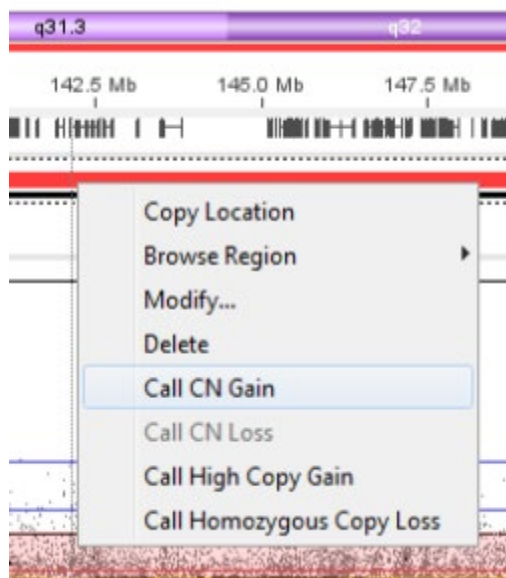 q31.3 q32
142.5 Mb 145.0 Mb 147.5 Mb
Copy Location
Browse Region
Modify...
Delete
Call CN Gain
Call CN Loss
Call High Copy Gain
Call Homozygous Copy Loss